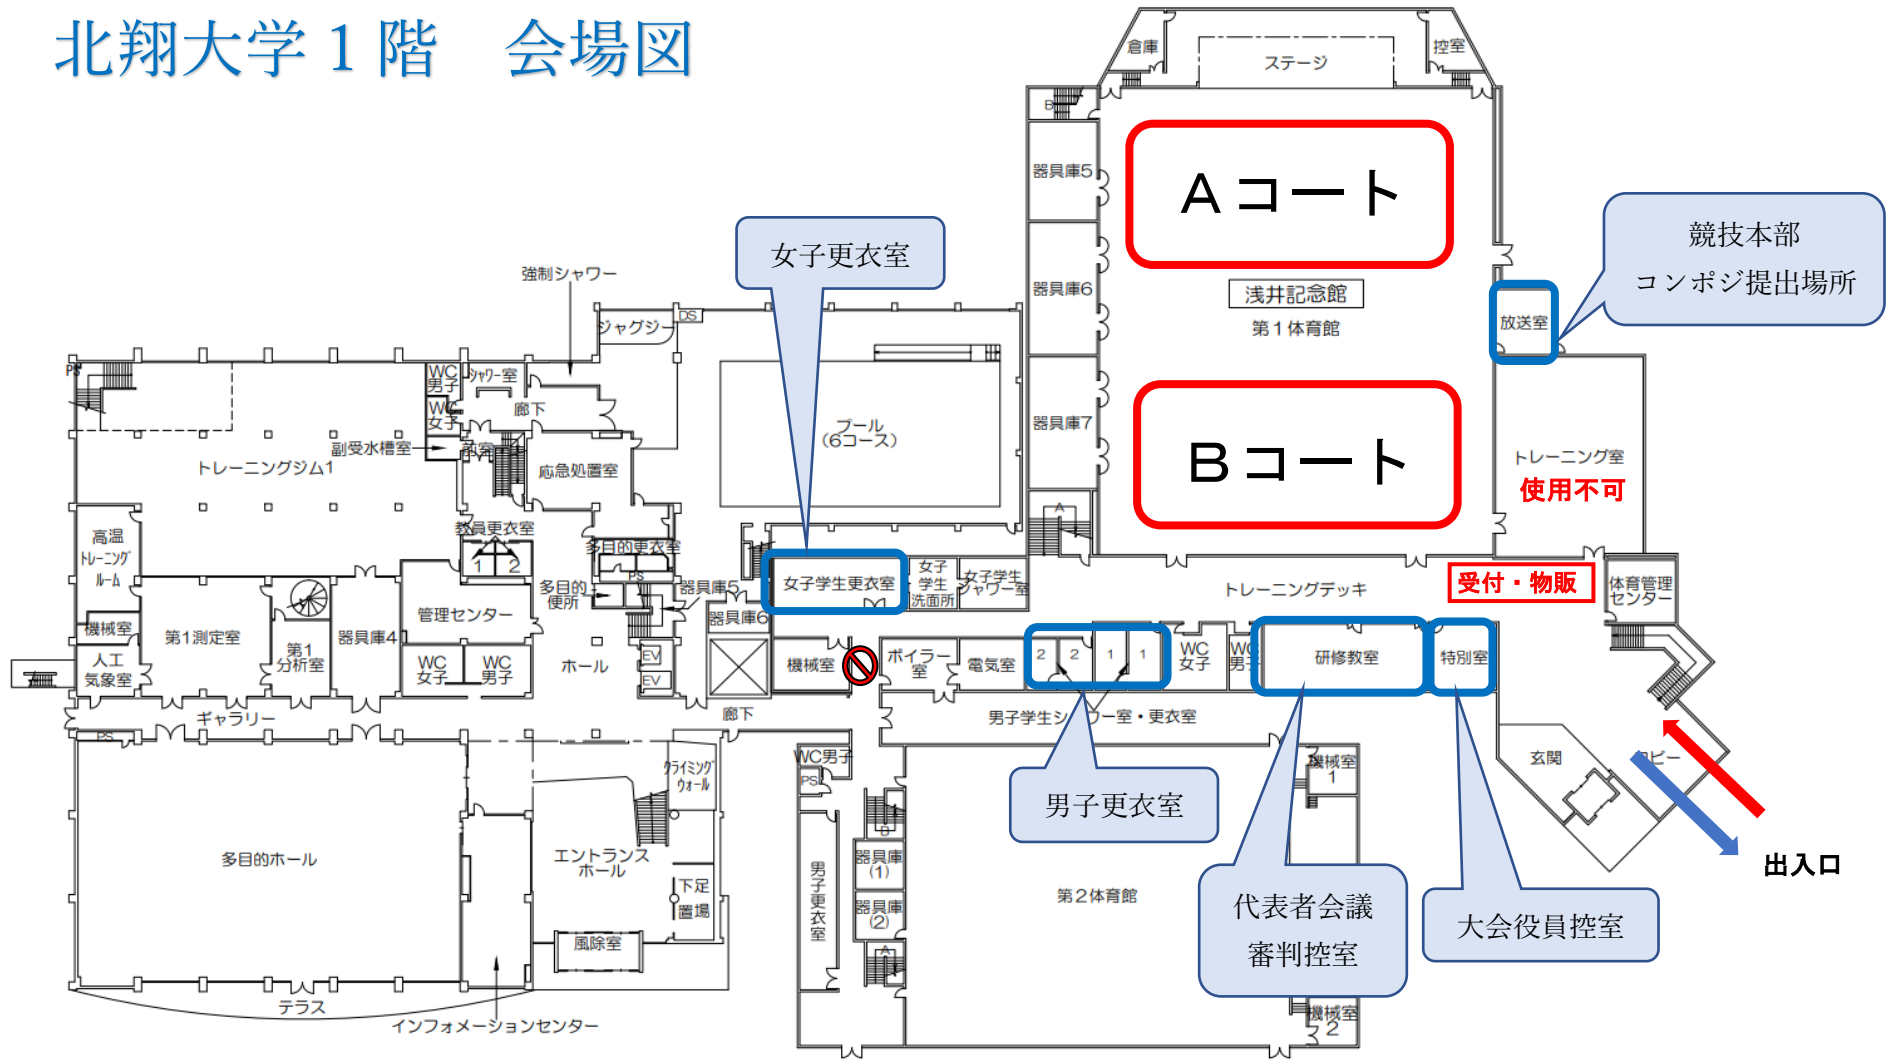 北翔大学１階　会場図
倉庫
ステージ
控室
B
器具庫5
Aコート
競技本部
コンポジ提出場所
女子更衣室
強制シャワー
器具庫6
浅井記念館
第１体育館
放送室
ジャグジー
DS
PS
WC
男子
シャワー室
WC
女子
廊下
プール
(6コース)
器具庫7
Bコート
副受水槽室
前室
トレーニングジム1
応急処置室
トレーニング室
使用不可
高温
トレーニング
ルーム
教員更衣室
1
2
多目的更衣室
PS
A
多目的
便所
器具庫5
女子学生更衣室
女子
学生
洗面所
女子学生
シャワー室
トレーニングデッキ
受付・物販
体育管理
センター
管理センター
器具庫6
機械室
第1測定室
第1
分析室
器具庫4
人工
気象室
WC
女子
WC
男子
ホール
EV
EV
機械室
ボイラー
室
電気室
2
2
1
1
WC
女子
WC
男子
研修教室
特別室
ギャラリー
廊下
男子学生シャワー室・更衣室
PS
WC男子
PS
クライミング
ウォール
機械室
1
玄関
ロビー
男子更衣室
出入口
多目的ホール
エントランス
ホール
下足
置場
風除室
男子更衣室
B
器具庫
(1)
器具庫
(2)
A
第２体育館
代表者会議
審判控室
大会役員控室
テラス
インフォメーションセンター
機械室
2